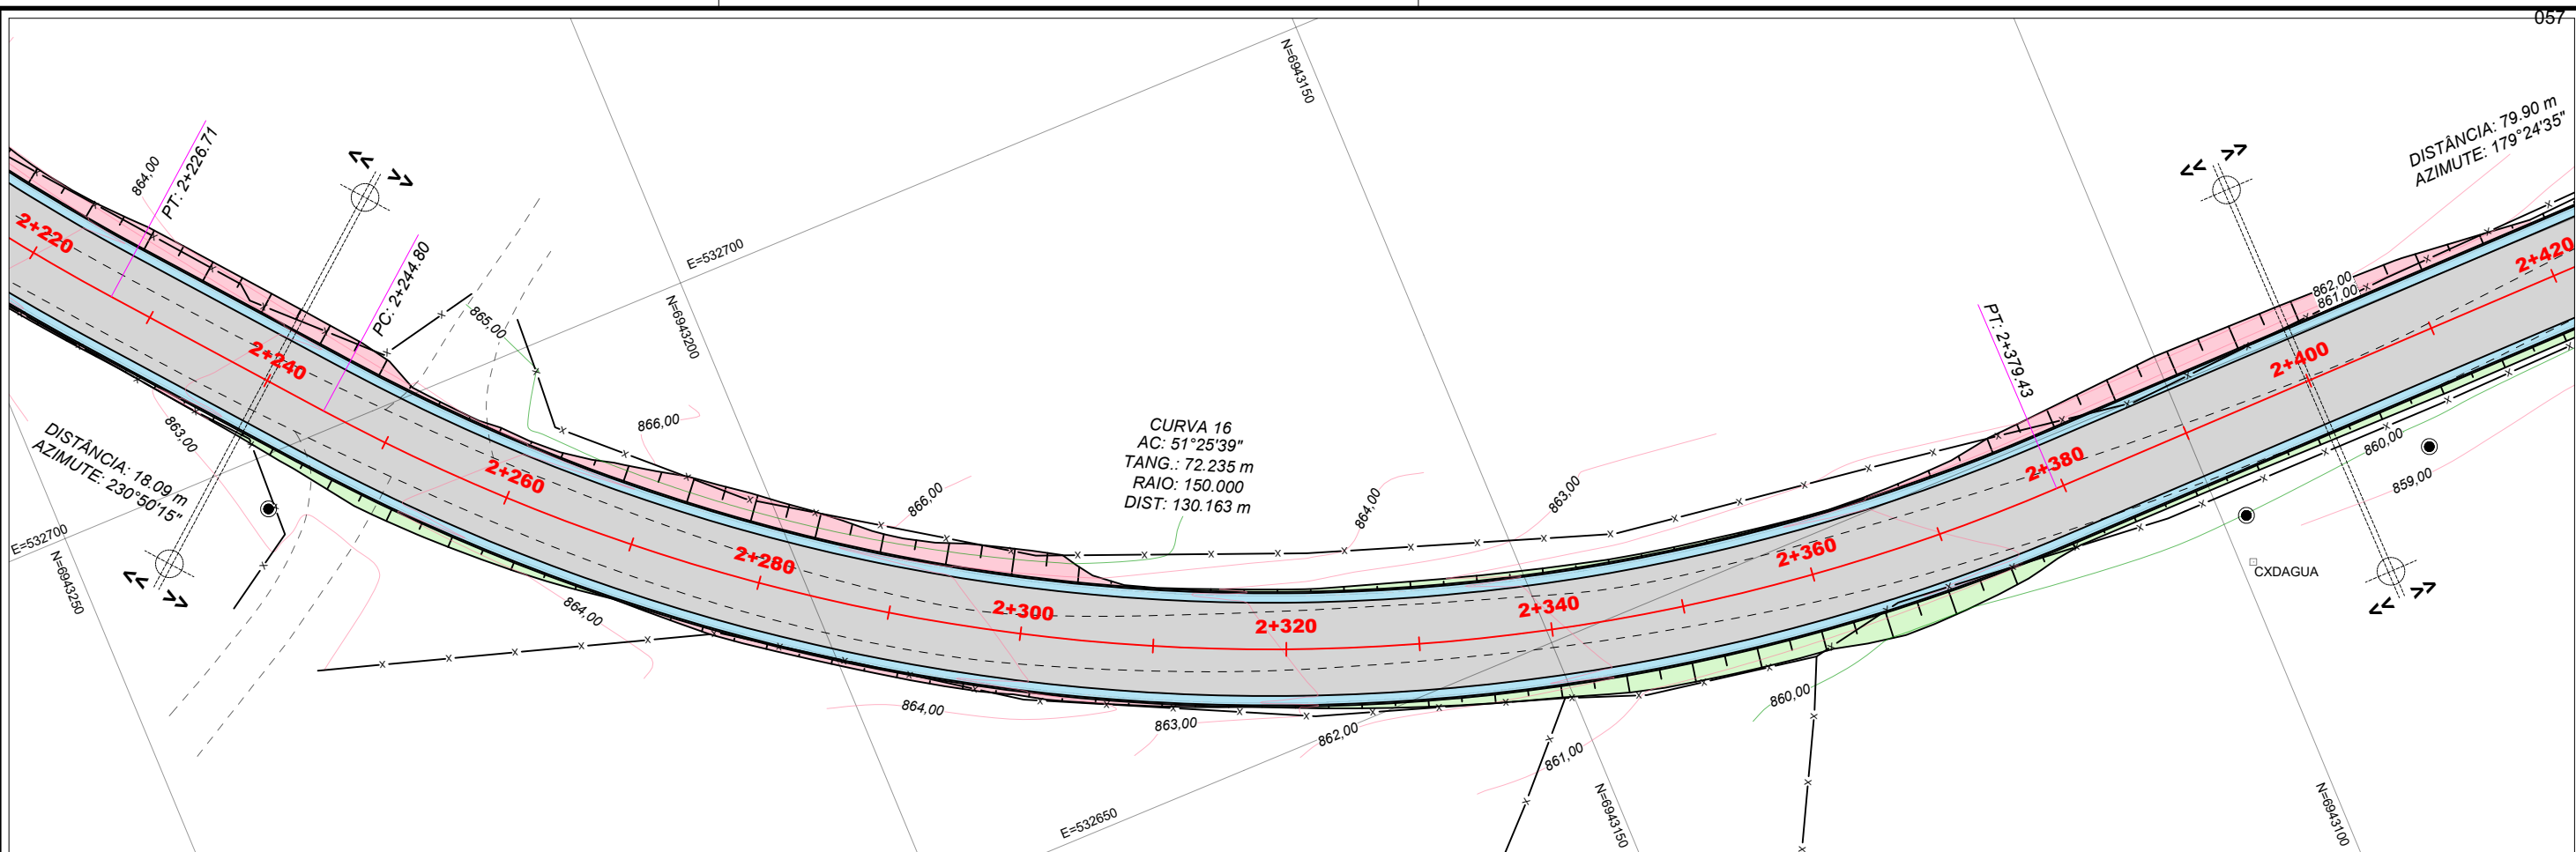 057
N=6943150
864,00
PT: 2+226.71
DISTÂNCIA: 79.90 m
AZIMUTE: 179°24'35"
2+220
PC: 2+244.80
E=532700
2+420
2+240
865,00
N=6943200
862,00
861,00
PT: 2+379.43
2+400
863,00
866,00
CURVA 16
AC: 51°25'39"
TANG.: 72.235 m
RAIO: 150.000
DIST: 130.163 m
DISTÂNCIA: 18.09 m
AZIMUTE: 230°50'15"
2+260
866,00
864,00
863,00
2+380
860,00
859,00
E=532700
N=6943250
2+280
2+360
CXDAGUA
864,00
2+300
2+320
2+340
864,00
863,00
862,00
861,00
860,00
E=532650
N=6943150
N=6943100